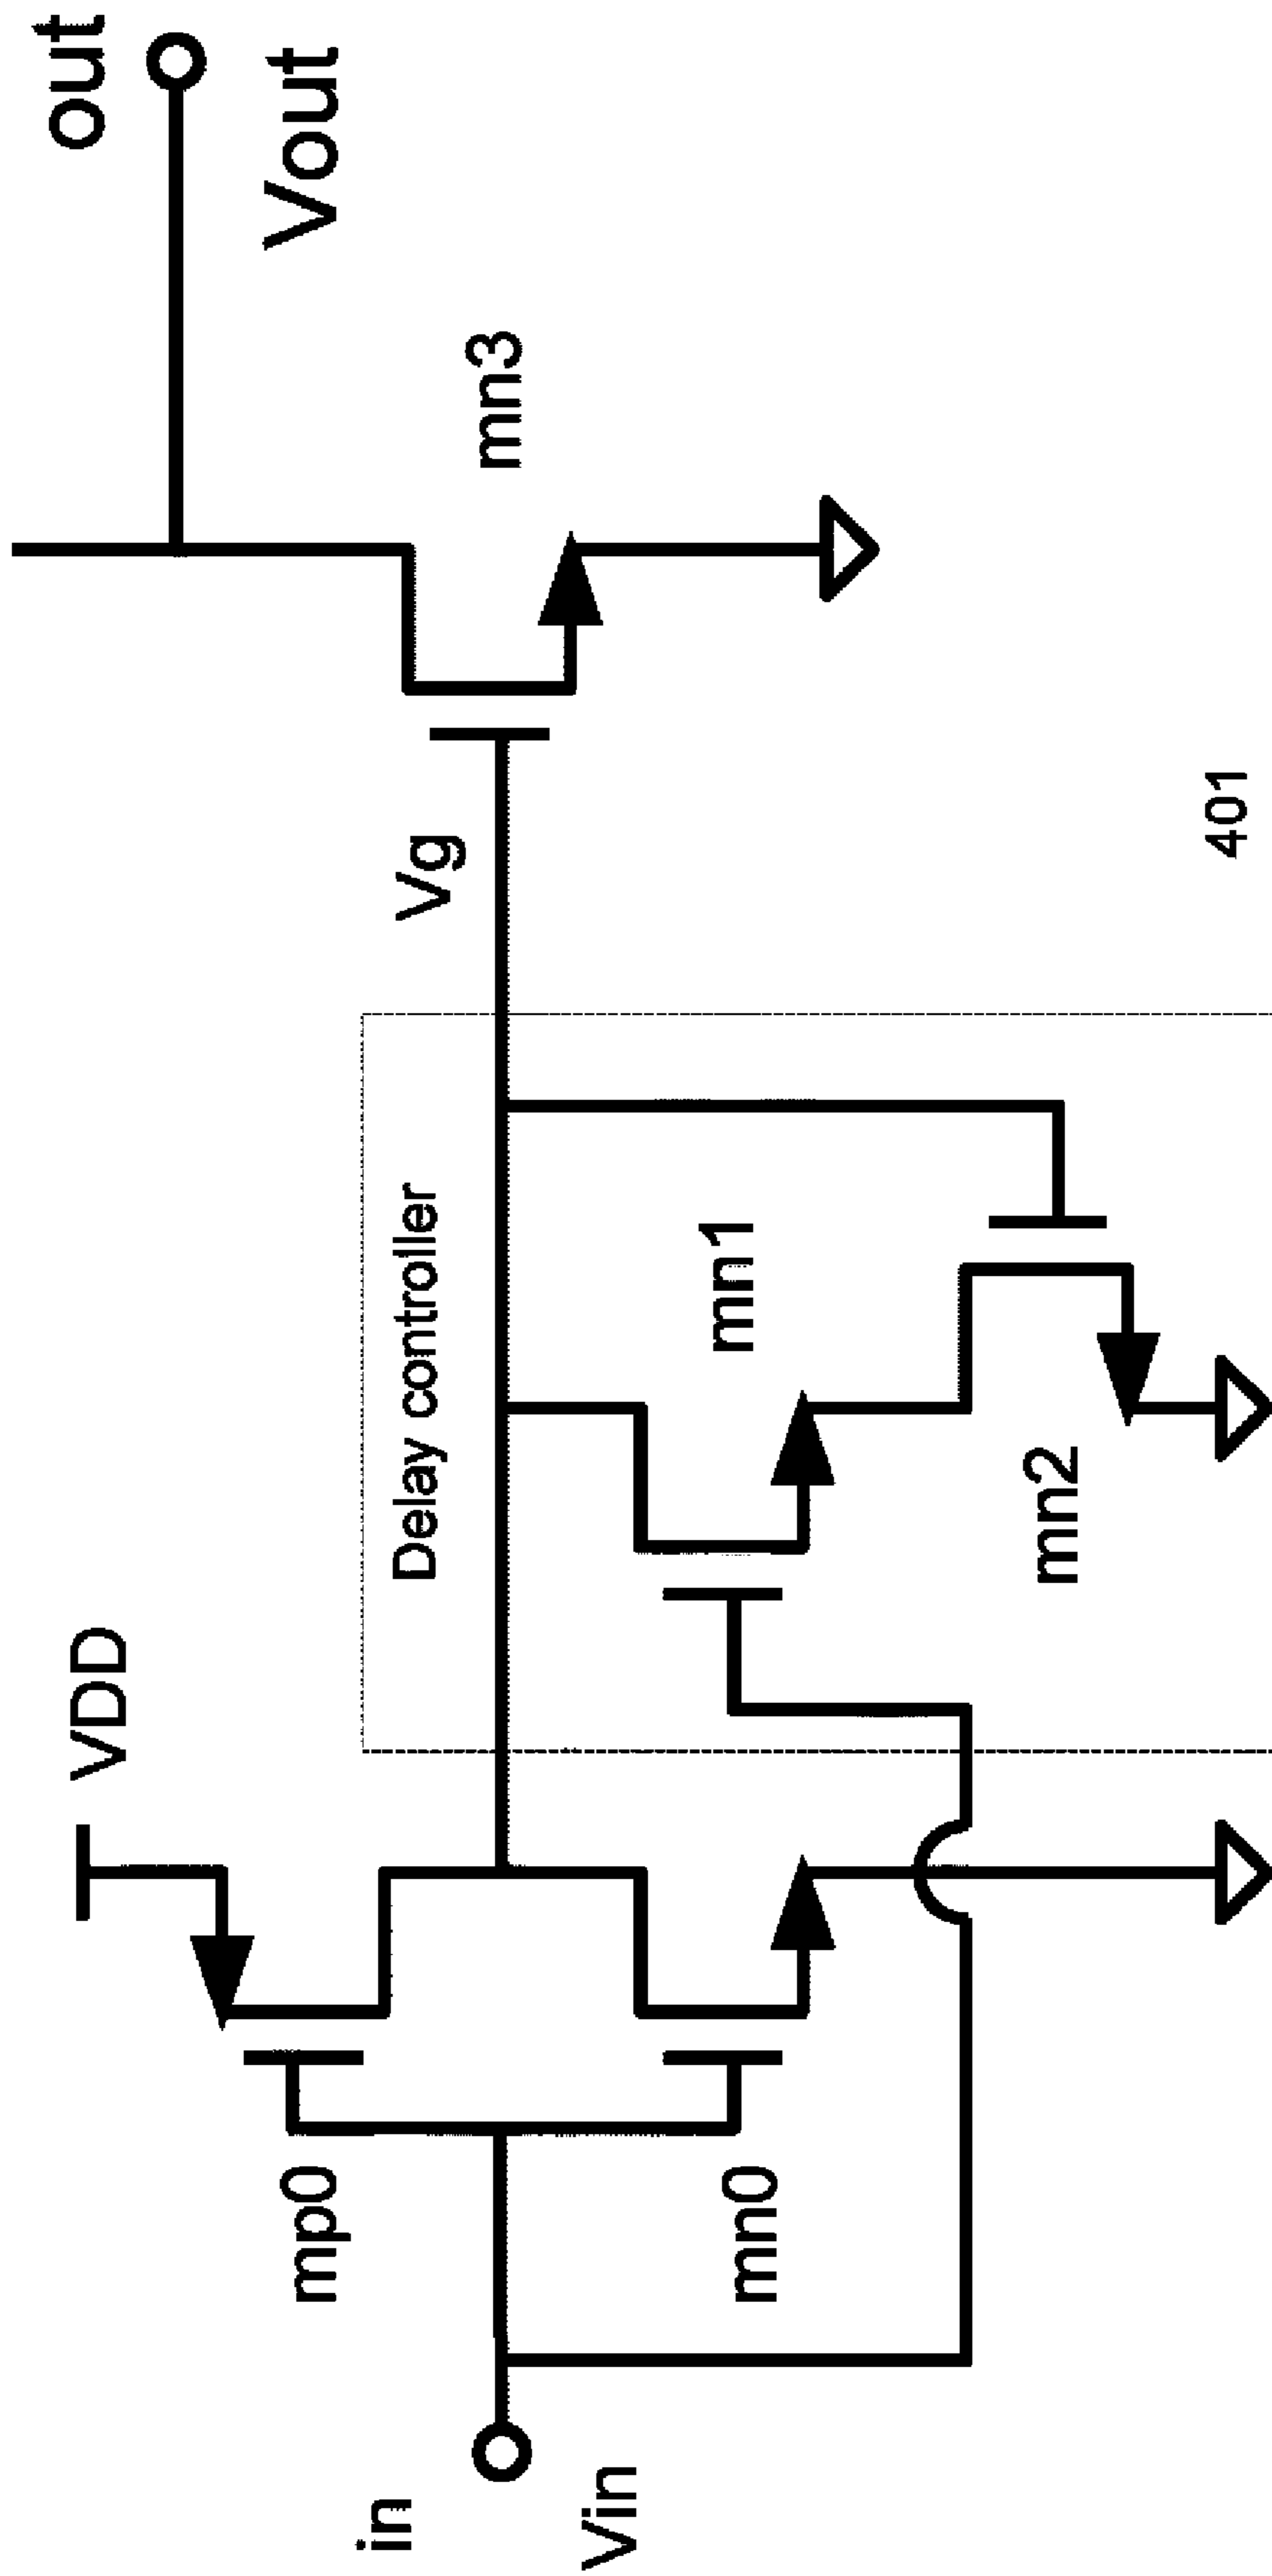 out
Vout
VDD
mn3
Delay controller
Vg
mp0
mn1
in
Vin
mn0
mn2
401